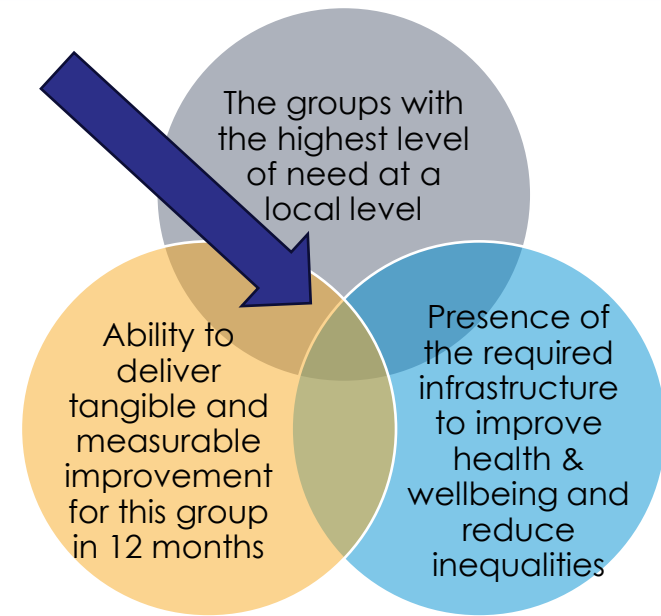 The groups with
the highest level
of need at a
local level
Ability to
deliver
tangible and
measurable
improvement
for this group
in 12 months
Presence of
the required
infrastructure
to improve
health &
wellbeing and
reduce
inequalities